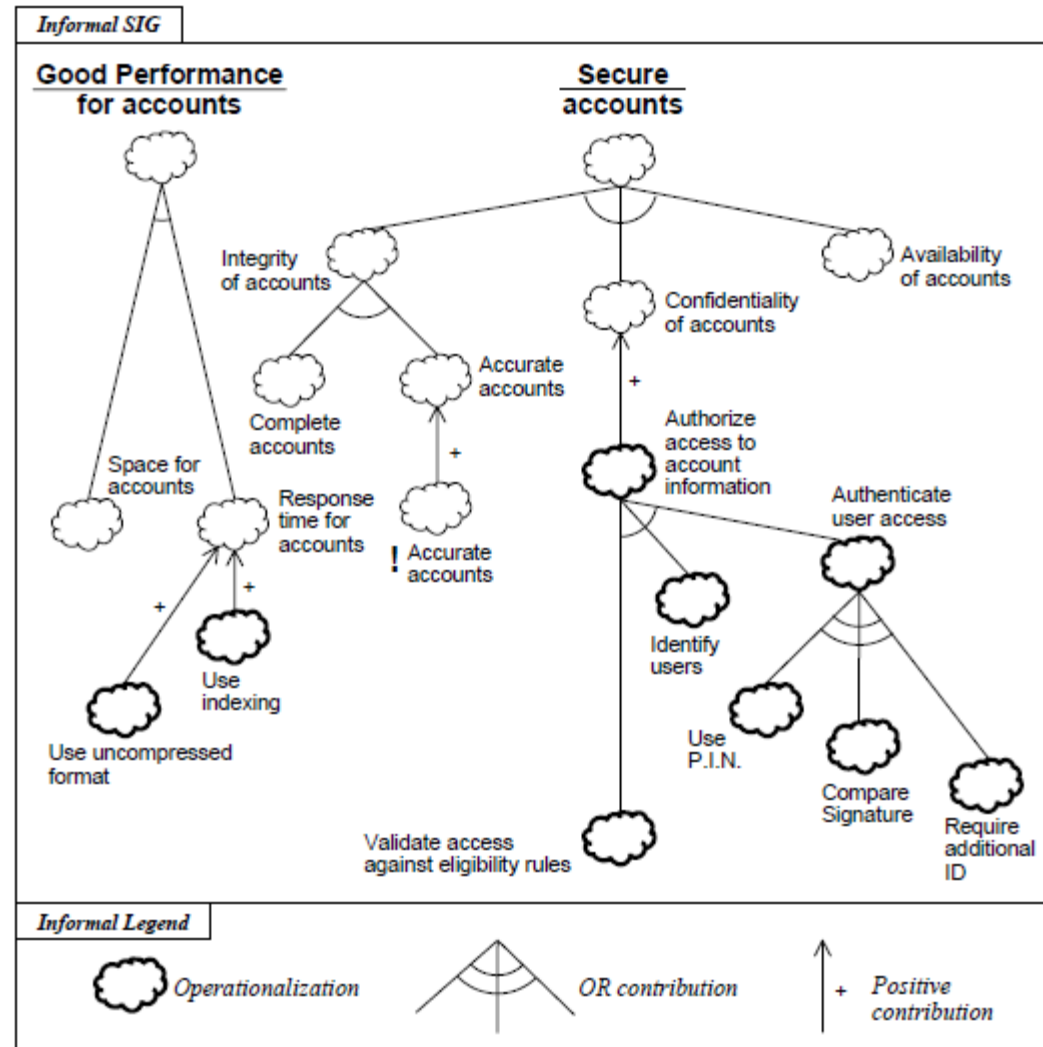 Informal SIG
Good Performance
for accounts
Secure
accounts
Integrity
of accounts
Availability
of accounts
Confidentiality
of accounts
Accurate
accounts
Complete
accounts
+
+
Authorize
access to
account
information
Space for
accounts
Response
time for
accounts
! Accurate
accounts
Authenticate
user access
+
+
Identify
users
Use
indexing
Use uncompressed
format
Use
P.I.N.
Compare
Signature
Require
additional
ID
Validate access
against eligibility rules
Informal Legend
Operationalization
OR contribution
+
Positive
contribution